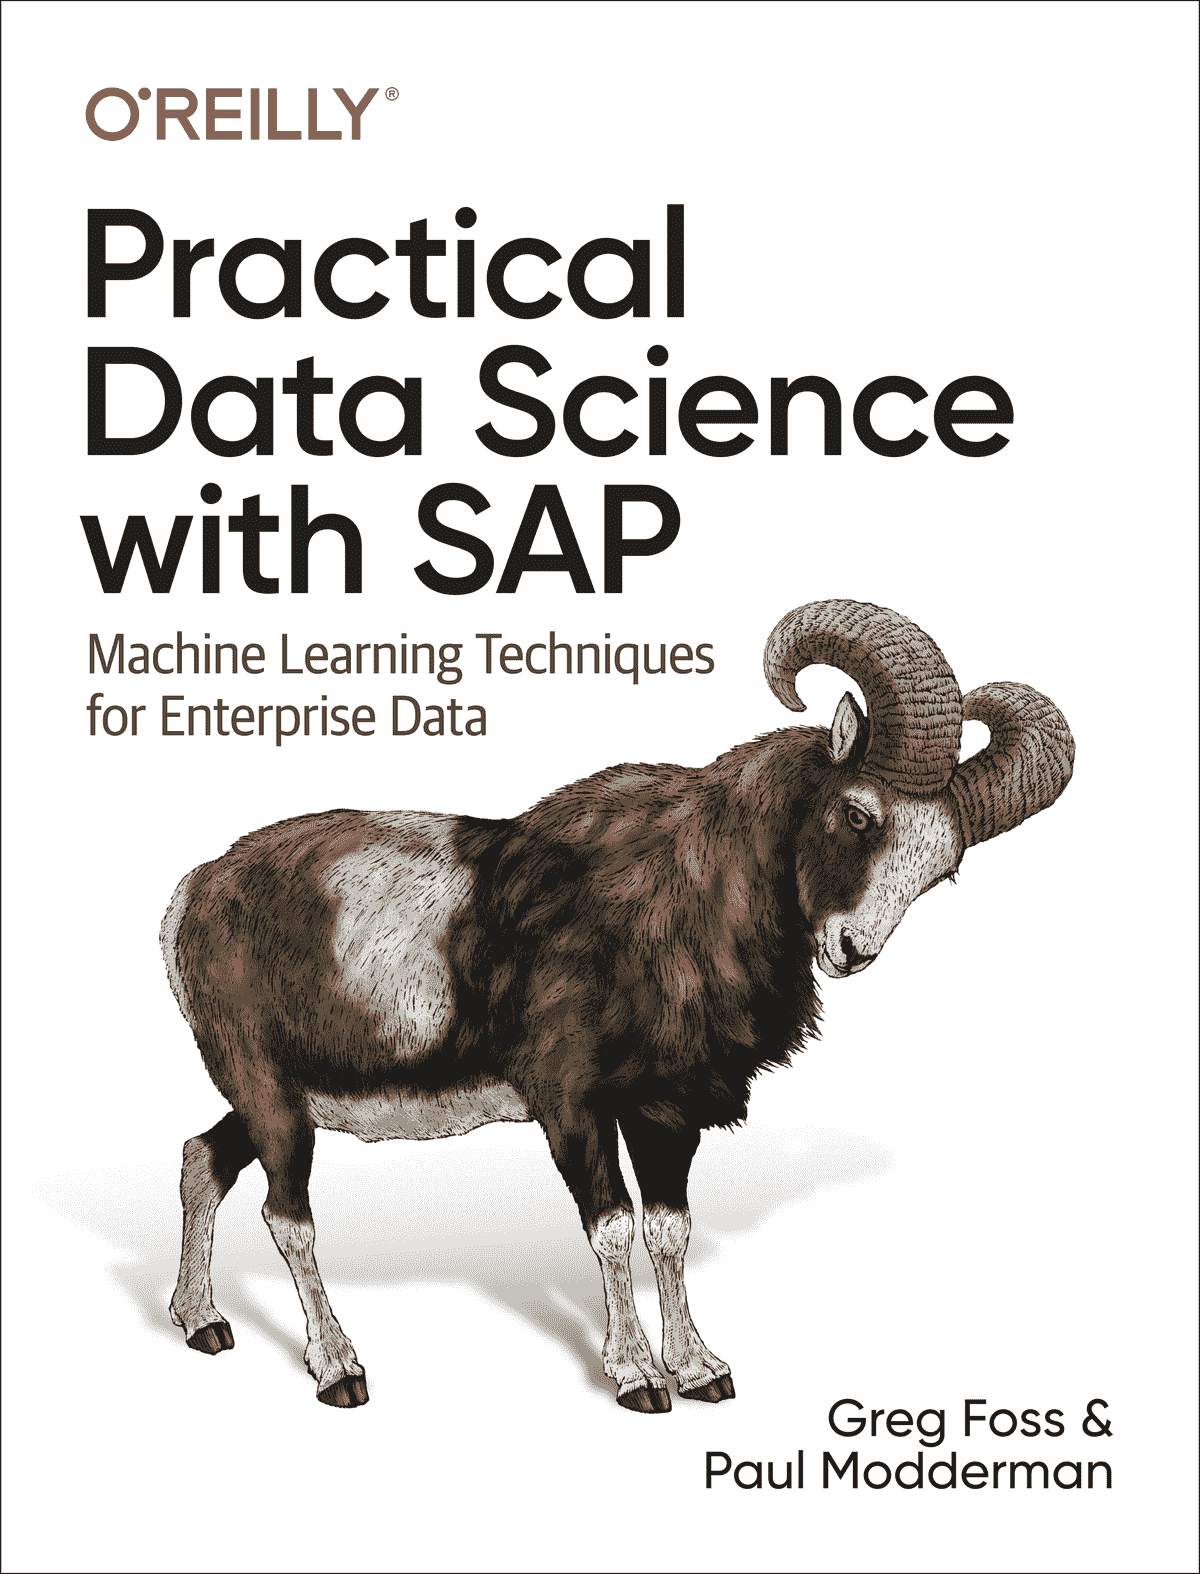 O'REILLY®
Practical
Data Science
with SAP
Machine Learning Techniques
for Enterprise Data
Greg Foss &
Paul Modderman